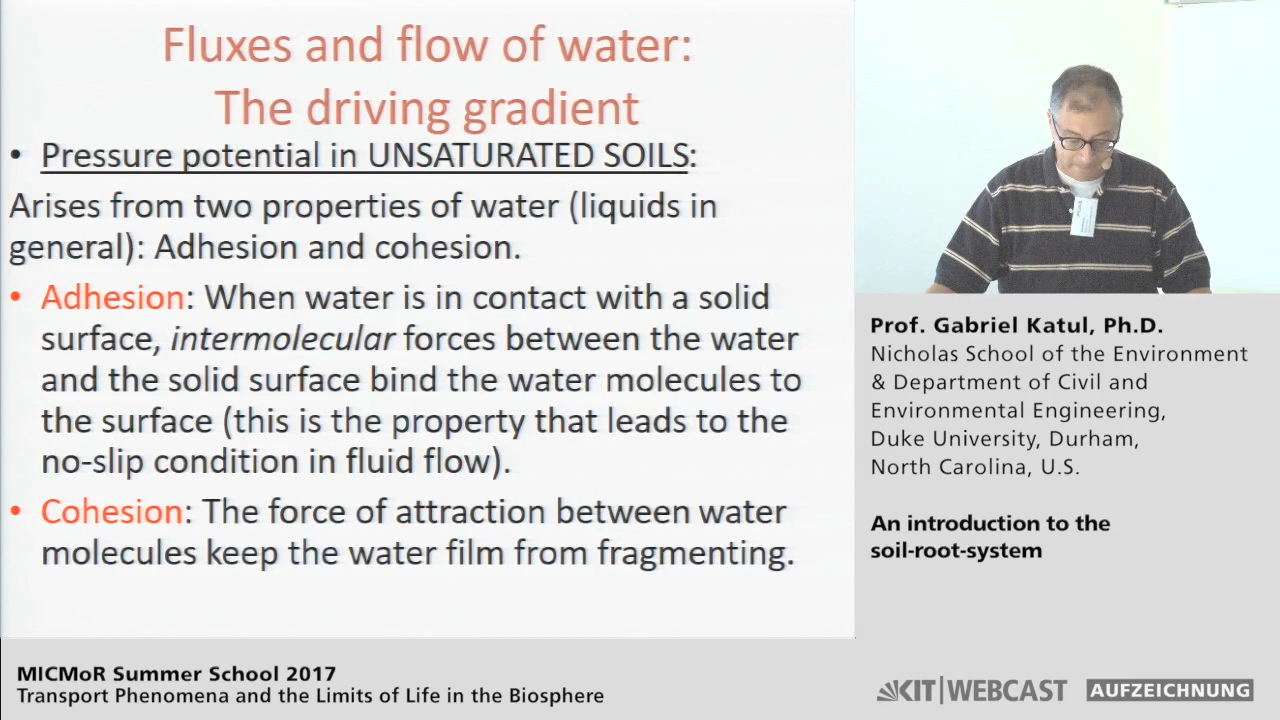 Fluxes and flow of water:
The driving gradient
• Pressure potential in UNSATURATED SOILS:
Arises from two properties of water (liquids in
general): Adhesion and cohesion.
• Adhesion: When water is in contact with a solid
surface, intermolecular forces between the water
and the solid surface bind the water molecules to
the surface (this is the property that leads to the
no-slip condition in fluid flow).
• Cohesion: The force of attraction between water
molecules keep the water film from fragmenting.
Prof. Gabriel Katul, Ph.D.
Nicholas School of the Environment
& Department of Civil and
Environmental Engineering,
Duke University, Durham,
North Carolina, U.S.
An introduction to the
soil-root-system
MICMoR Summer School 2017
Transport Phenomena and the Limits of Life in the Biosphere
KIT|WEBCAST AUFZEICHNUNG